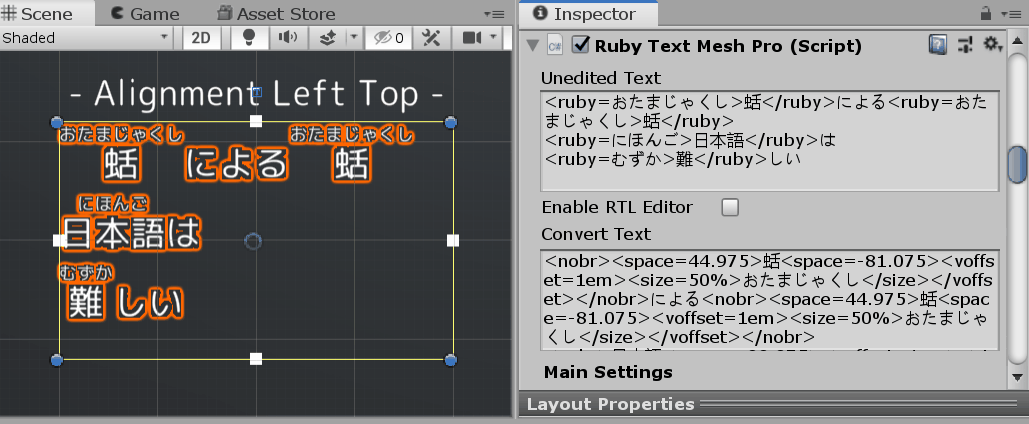 Scene
Game
Asset Store
Shaded
2D
0
- Alignment Left Top -
おたまじゃくし おたまじゃくし
蛞 による 蛞
にほんご
日本語は
むずか
難しい
Inspector
Ruby Text Mesh Pro (Script)
Unedited Text
<ruby=おたまじゃくし>蛞</ruby>による<ruby=おた
まじゃくし>蛞</ruby>
<ruby=にほんご>日本語</ruby>は
<ruby=むずか>難</ruby>しい
Enable RTL Editor
Convert Text
<nobr><space=44.975>蛞<space=-81.075><voffs
et=1em><size=50%>おたまじゃくし</size></voffs
et></nobr>による<nobr><space=44.975>蛞<spac
e=-81.075><voffset=1em><size=50%>おたまじゃ
くし</size></voffset></nobr>
Main Settings
Layout Properties